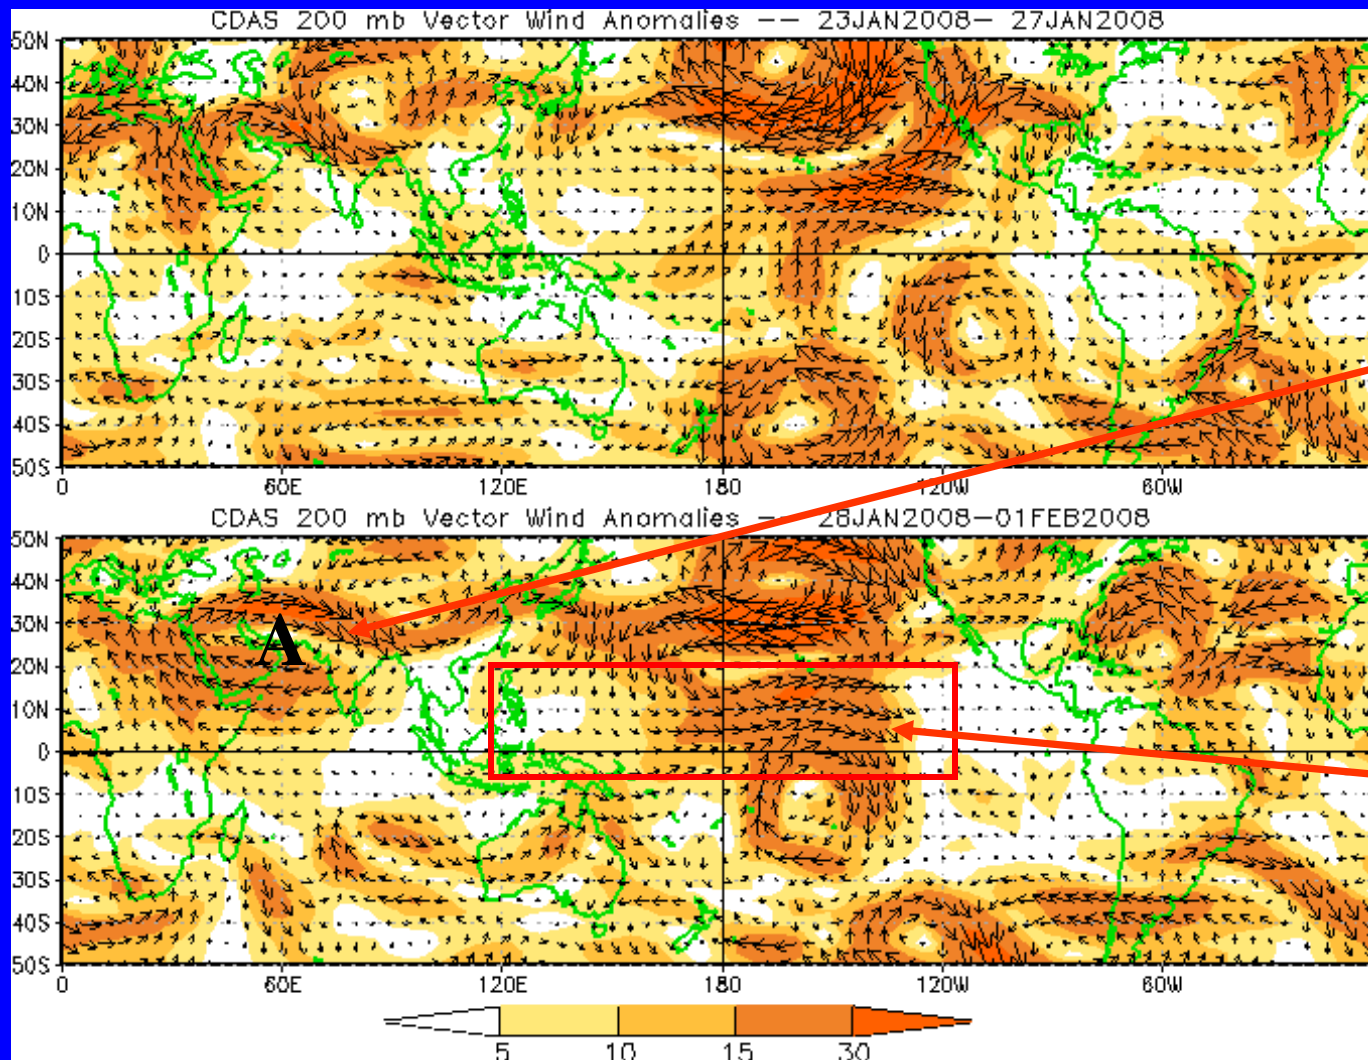 CDAS 200 mb Vector Wind Anomalies -- 23JAN2008- 27JAN2008
50N
40N
30N
20N
10N
0
10S
20S
30S
40S
50S
0 60E 120E 180 120W 60W
CDAS 200 mb Vector Wind Anomalies -- 28JAN2008-01FEB2008
50N
40N
30N
A
20N
10N
0
10S
20S
30S
40S
50S
0 60E 120E 180 120W 60W
5 10 15 30